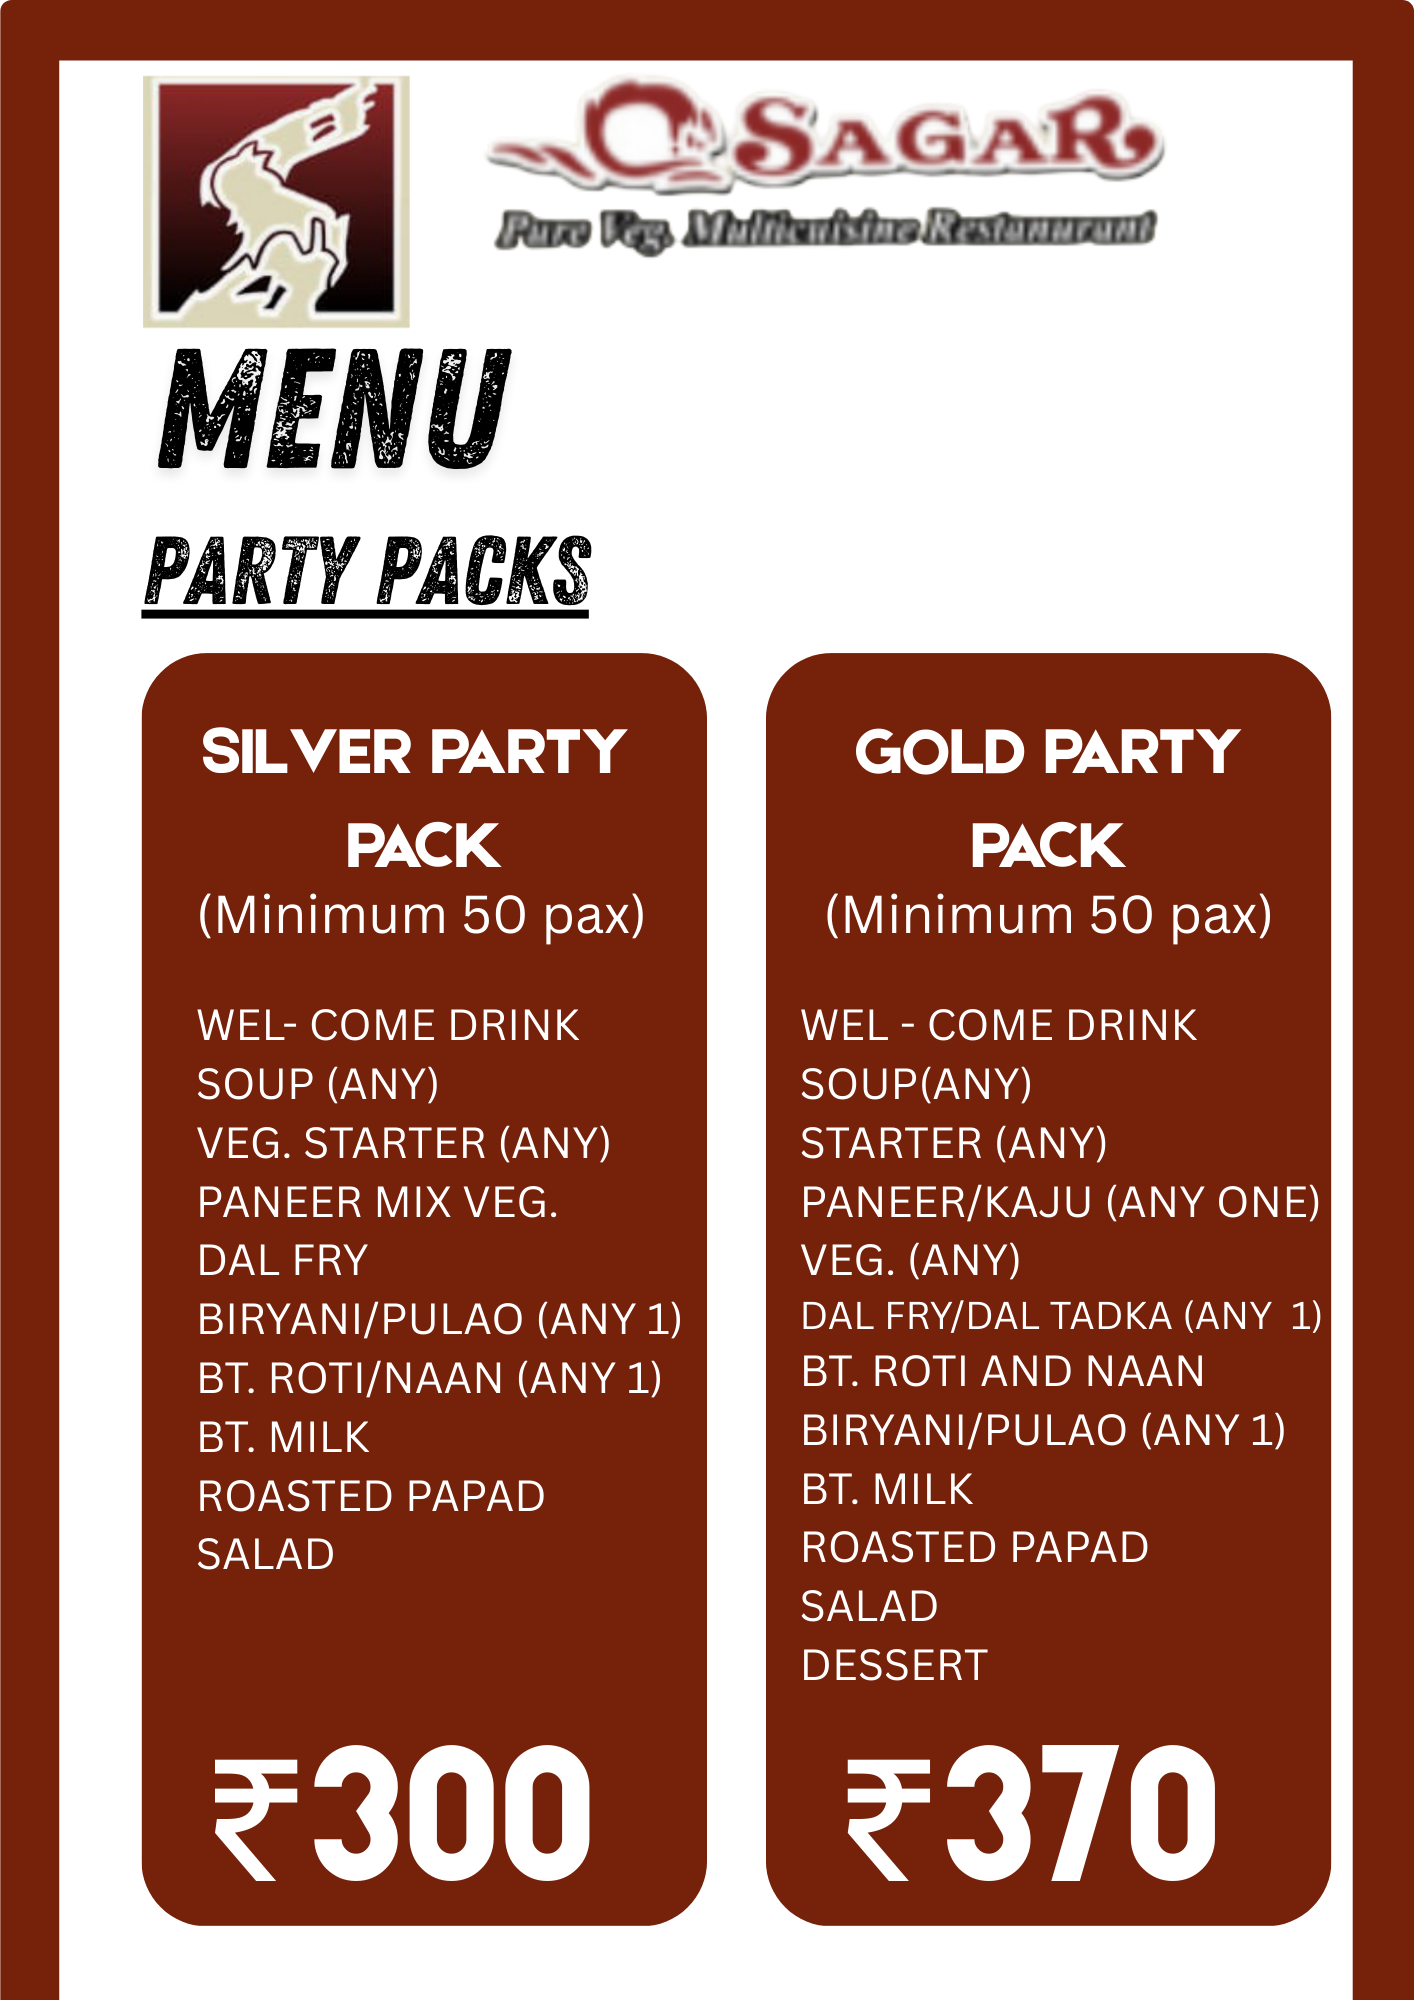 SAGAR
Pure Veg. Multicuisine Restanurant
MENU
PARTY PACKS
SILVER PARTY
PACK
(Minimum 50 pax)
WEL- COME DRINK
SOUP (ANY)
VEG. STARTER (ANY)
PANEER MIX VEG.
DAL FRY
BIRYANI/PULAO (ANY 1)
BT. ROTI/NAAN (ANY 1)
BT. MILK
ROASTED PAPAD
SALAD
₹300
GOLD PARTY
PACK
(Minimum 50 pax)
WEL - COME DRINK
SOUP(ANY)
STARTER (ANY)
PANEER/KAJU (ANY ONE)
VEG. (ANY)
DAL FRY/DAL TADKA (ANY  1)
BT. ROTI AND NAAN
BIRYANI/PULAO (ANY 1)
BT. MILK
ROASTED PAPAD
SALAD
DESSERT
₹370